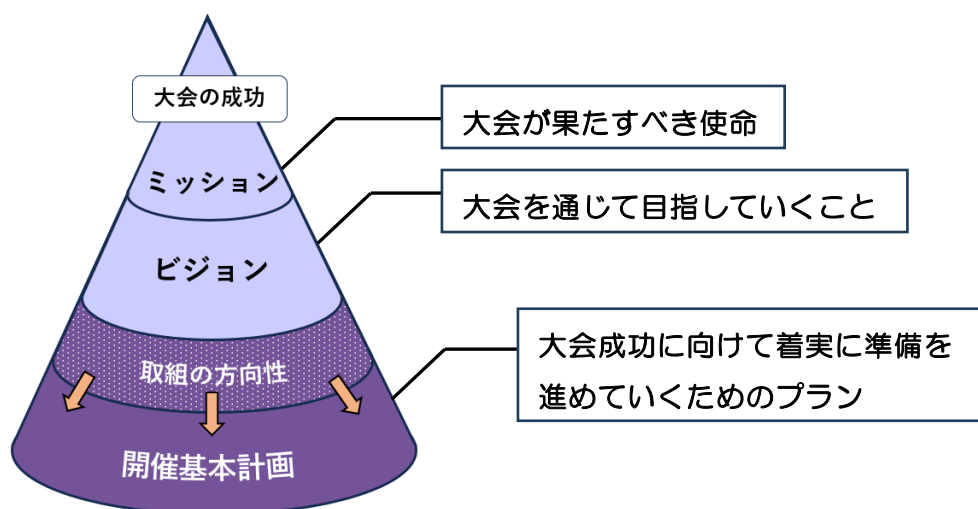 大会の成功
大会が果たすべき使命
ミッション
大会を通じて目指していくこと
ビジョン
大会成功に向けて着実に準備を
進めていくためのプラン
取組の方向性
開催基本計画